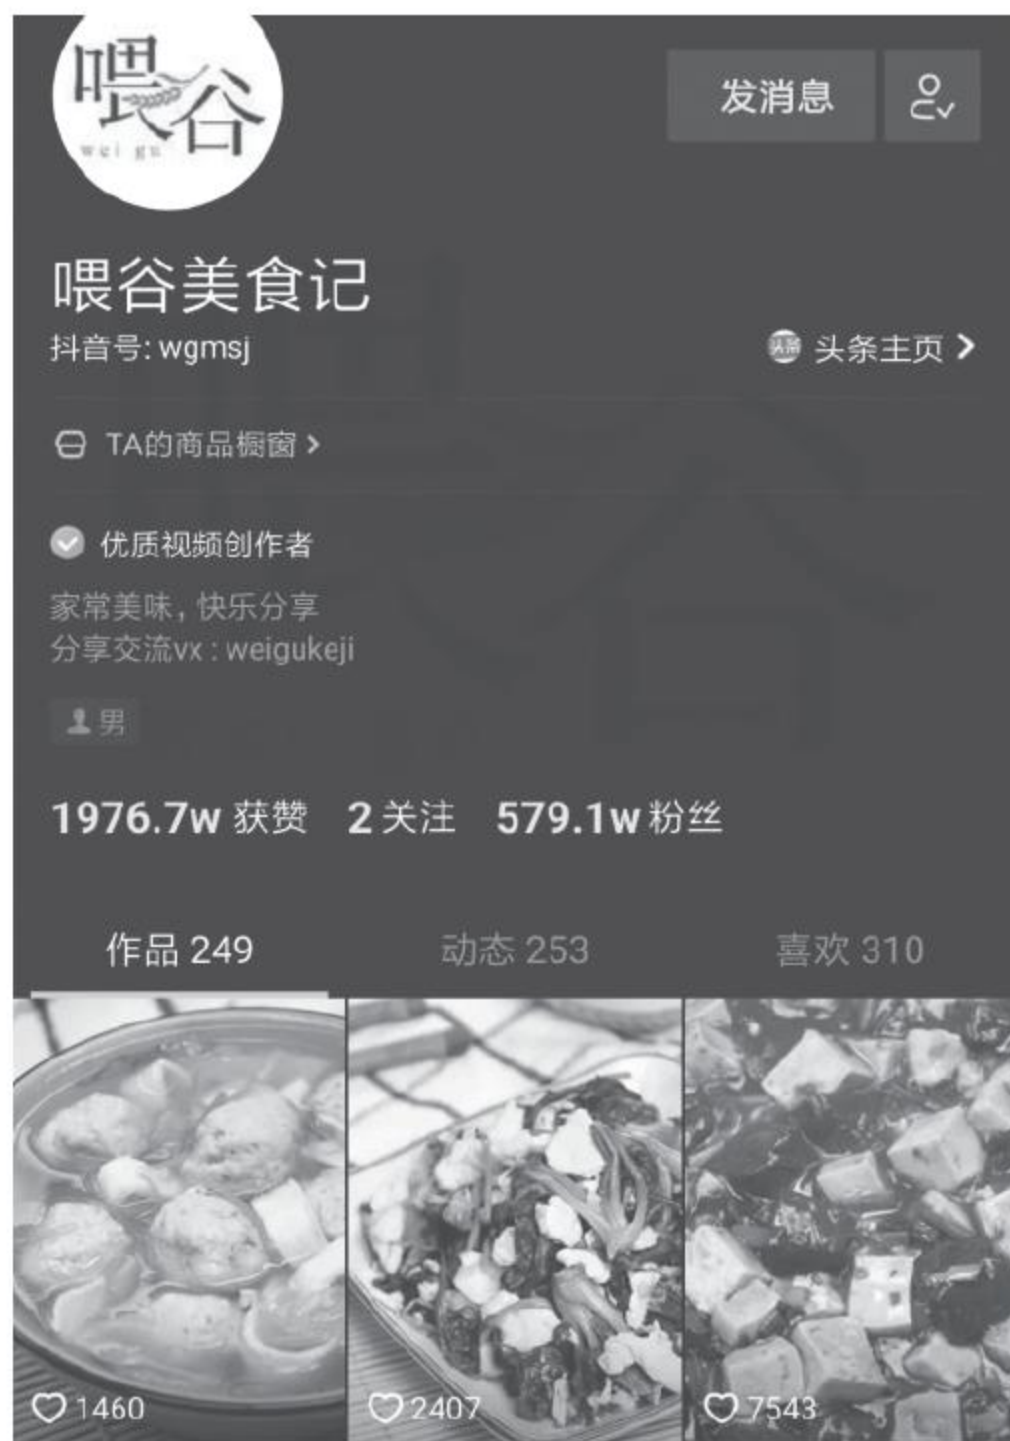 喂谷
wei gu
发消息
喂谷美食记
抖音号: wgmsj
头条 头条主页
TA的商品橱窗
优质视频创作者
家常美味，快乐分享
分享交流vx : weigukeji
男
1976.7w 获赞 2 关注 579.1w 粉丝
作品 249 动态 253 喜欢 310
1460 2407 7543